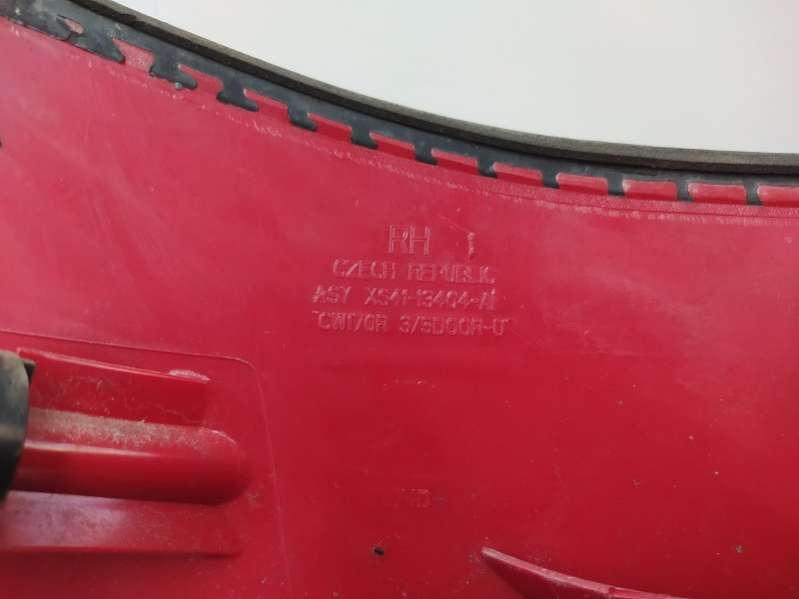 RH
CZECH REPUBLIC
ASY XS41-13404-A
"CW170R 3/5DOOR-U"